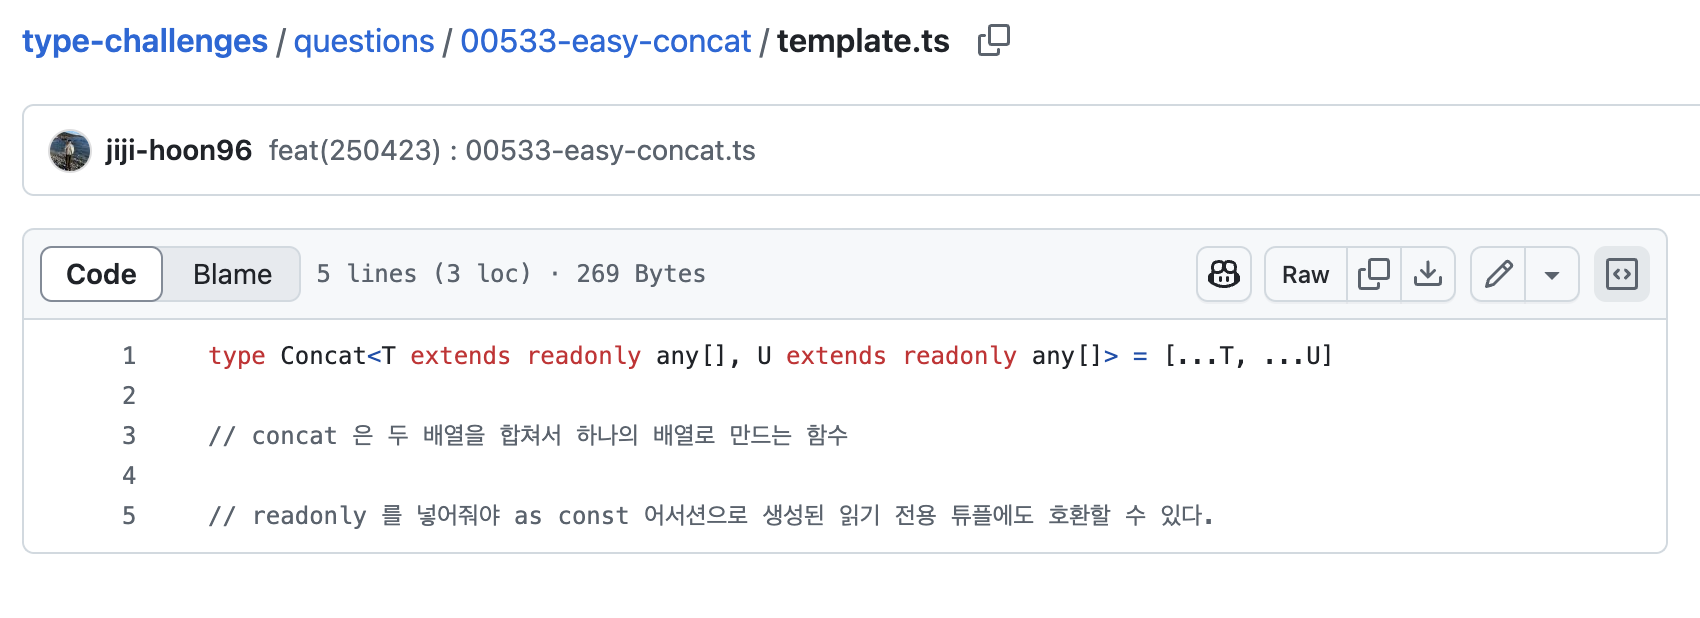 type-challenges / questions / 00533-easy-concat / template.ts
jiji-hoon96 feat(250423) : 00533-easy-concat.ts
Code Blame 5 lines (3 loc) · 269 Bytes Raw
1 type Concat<T extends readonly any[], U extends readonly any[]> = [...T, ...U]
2
3 // concat 은 두 배열을 합쳐서 하나의 배열로 만드는 함수
4
5 // readonly 를 넣어줘야 as const 어서션으로 생성된 읽기 전용 튜플에도 호환할 수 있다.